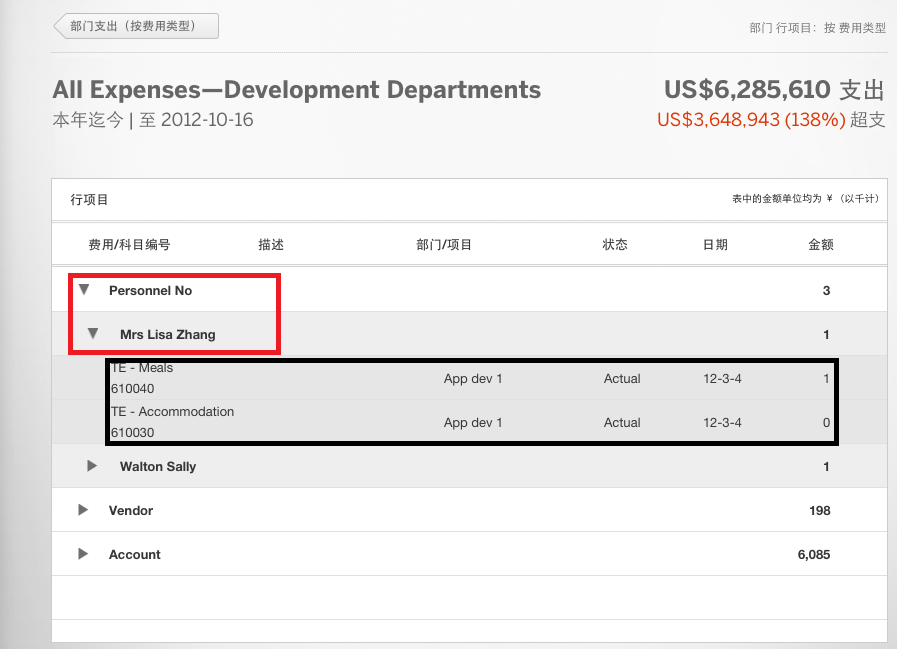 部门支出（按费用类型）
部门 行项目: 按 费用类型
All Expenses—Development Departments
US$6,285,610 支出
本年迄今 | 至 2012-10-16
US$3,648,943 (138%) 超支
行项目
表中的金额单位均为 ¥ （以千计）
费用/科目编号 描述 部门/项目 状态 日期 金额
Personnel No 3
Mrs Lisa Zhang 1
TE - Meals
610040 App dev 1 Actual 12-3-4 1
TE - Accommodation
610030 App dev 1 Actual 12-3-4 0
Walton Sally 1
Vendor 198
Account 6,085